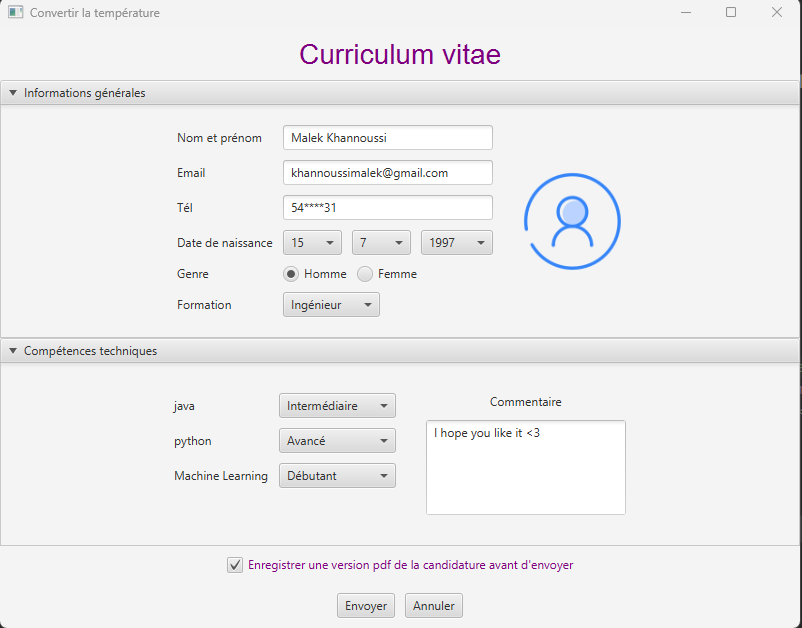 Convertir la température
Curriculum vitae
Informations générales
Nom et prénom Malek Khannoussi
Email khannoussimalek@gmail.com
Tél 54****31
Date de naissance 15 7 1997
Genre Homme Femme
Formation Ingénieur
Compétences techniques
java Intermédiaire
python Avancé
Machine Learning Débutant
Commentaire
I hope you like it <3
Enregistrer une version pdf de la candidature avant d'envoyer
Envoyer Annuler